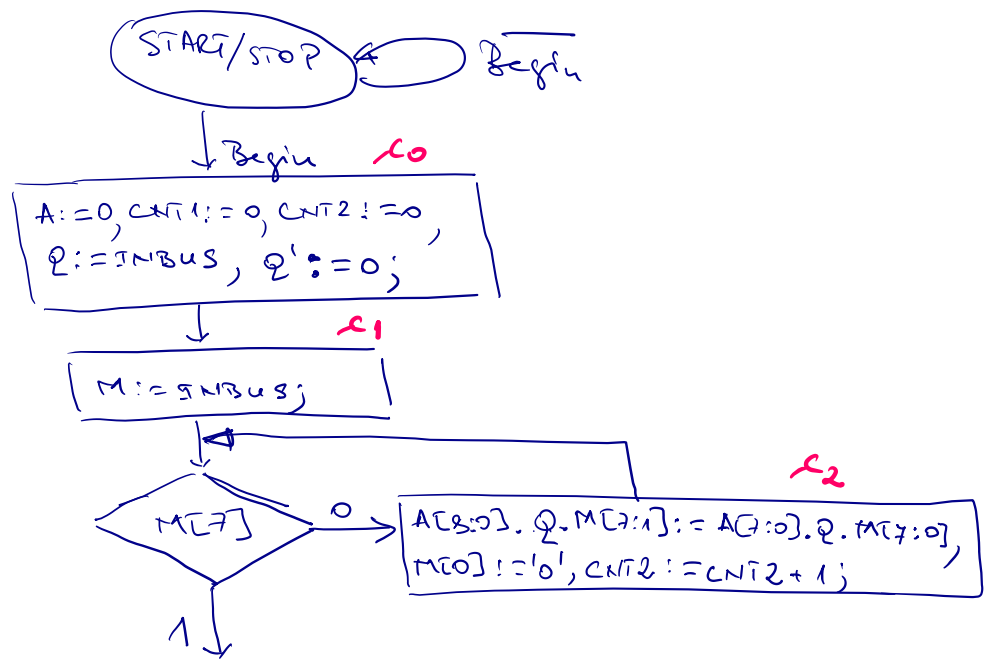 START/STOP
Begin
Begin
c0
A:=0, CNT1:=0, CNT2:=0,
Q:=INBUS, Q':=0;
c1
M:=INBUS;
c2
M[7]
0
A[8:0].Q.M[7:1]:=A[7:0].Q.M[7:0],
M[0]:='0', CNT2:=CNT2+1;
1